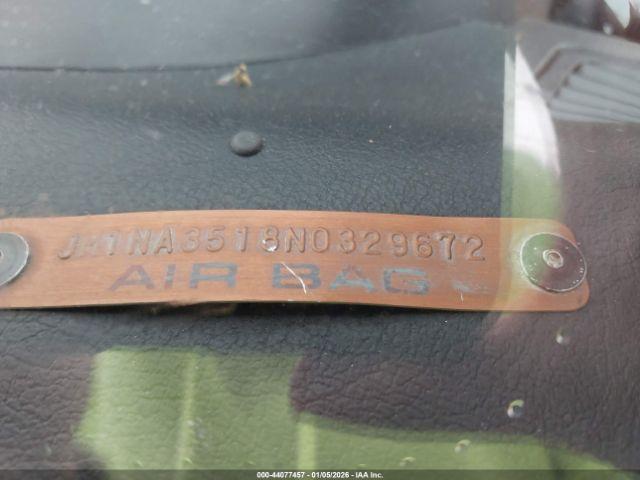 JM1NA3518N0329672
AIR BAG
000-44077457 - 01/05/2026 - IAA Inc.